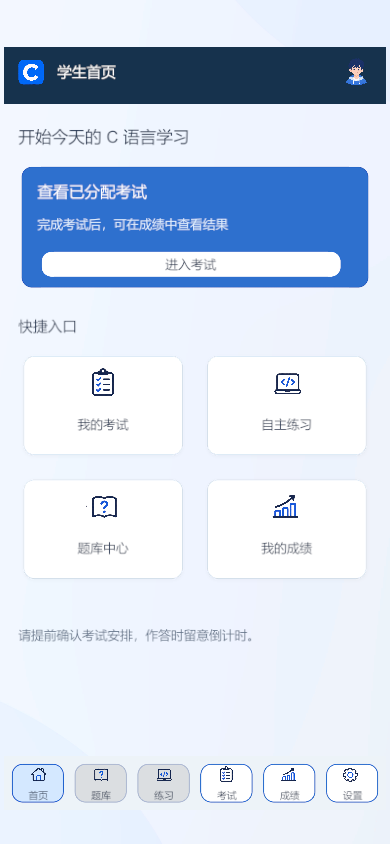 C 学生首页
开始今天的 C 语言学习
查看已分配考试
完成考试后，可在成绩中查看结果
进入考试
快捷入口
我的考试 自主练习
题库中心 我的成绩
请提前确认考试安排，作答时留意倒计时。
首页 题库 练习 考试 成绩 设置